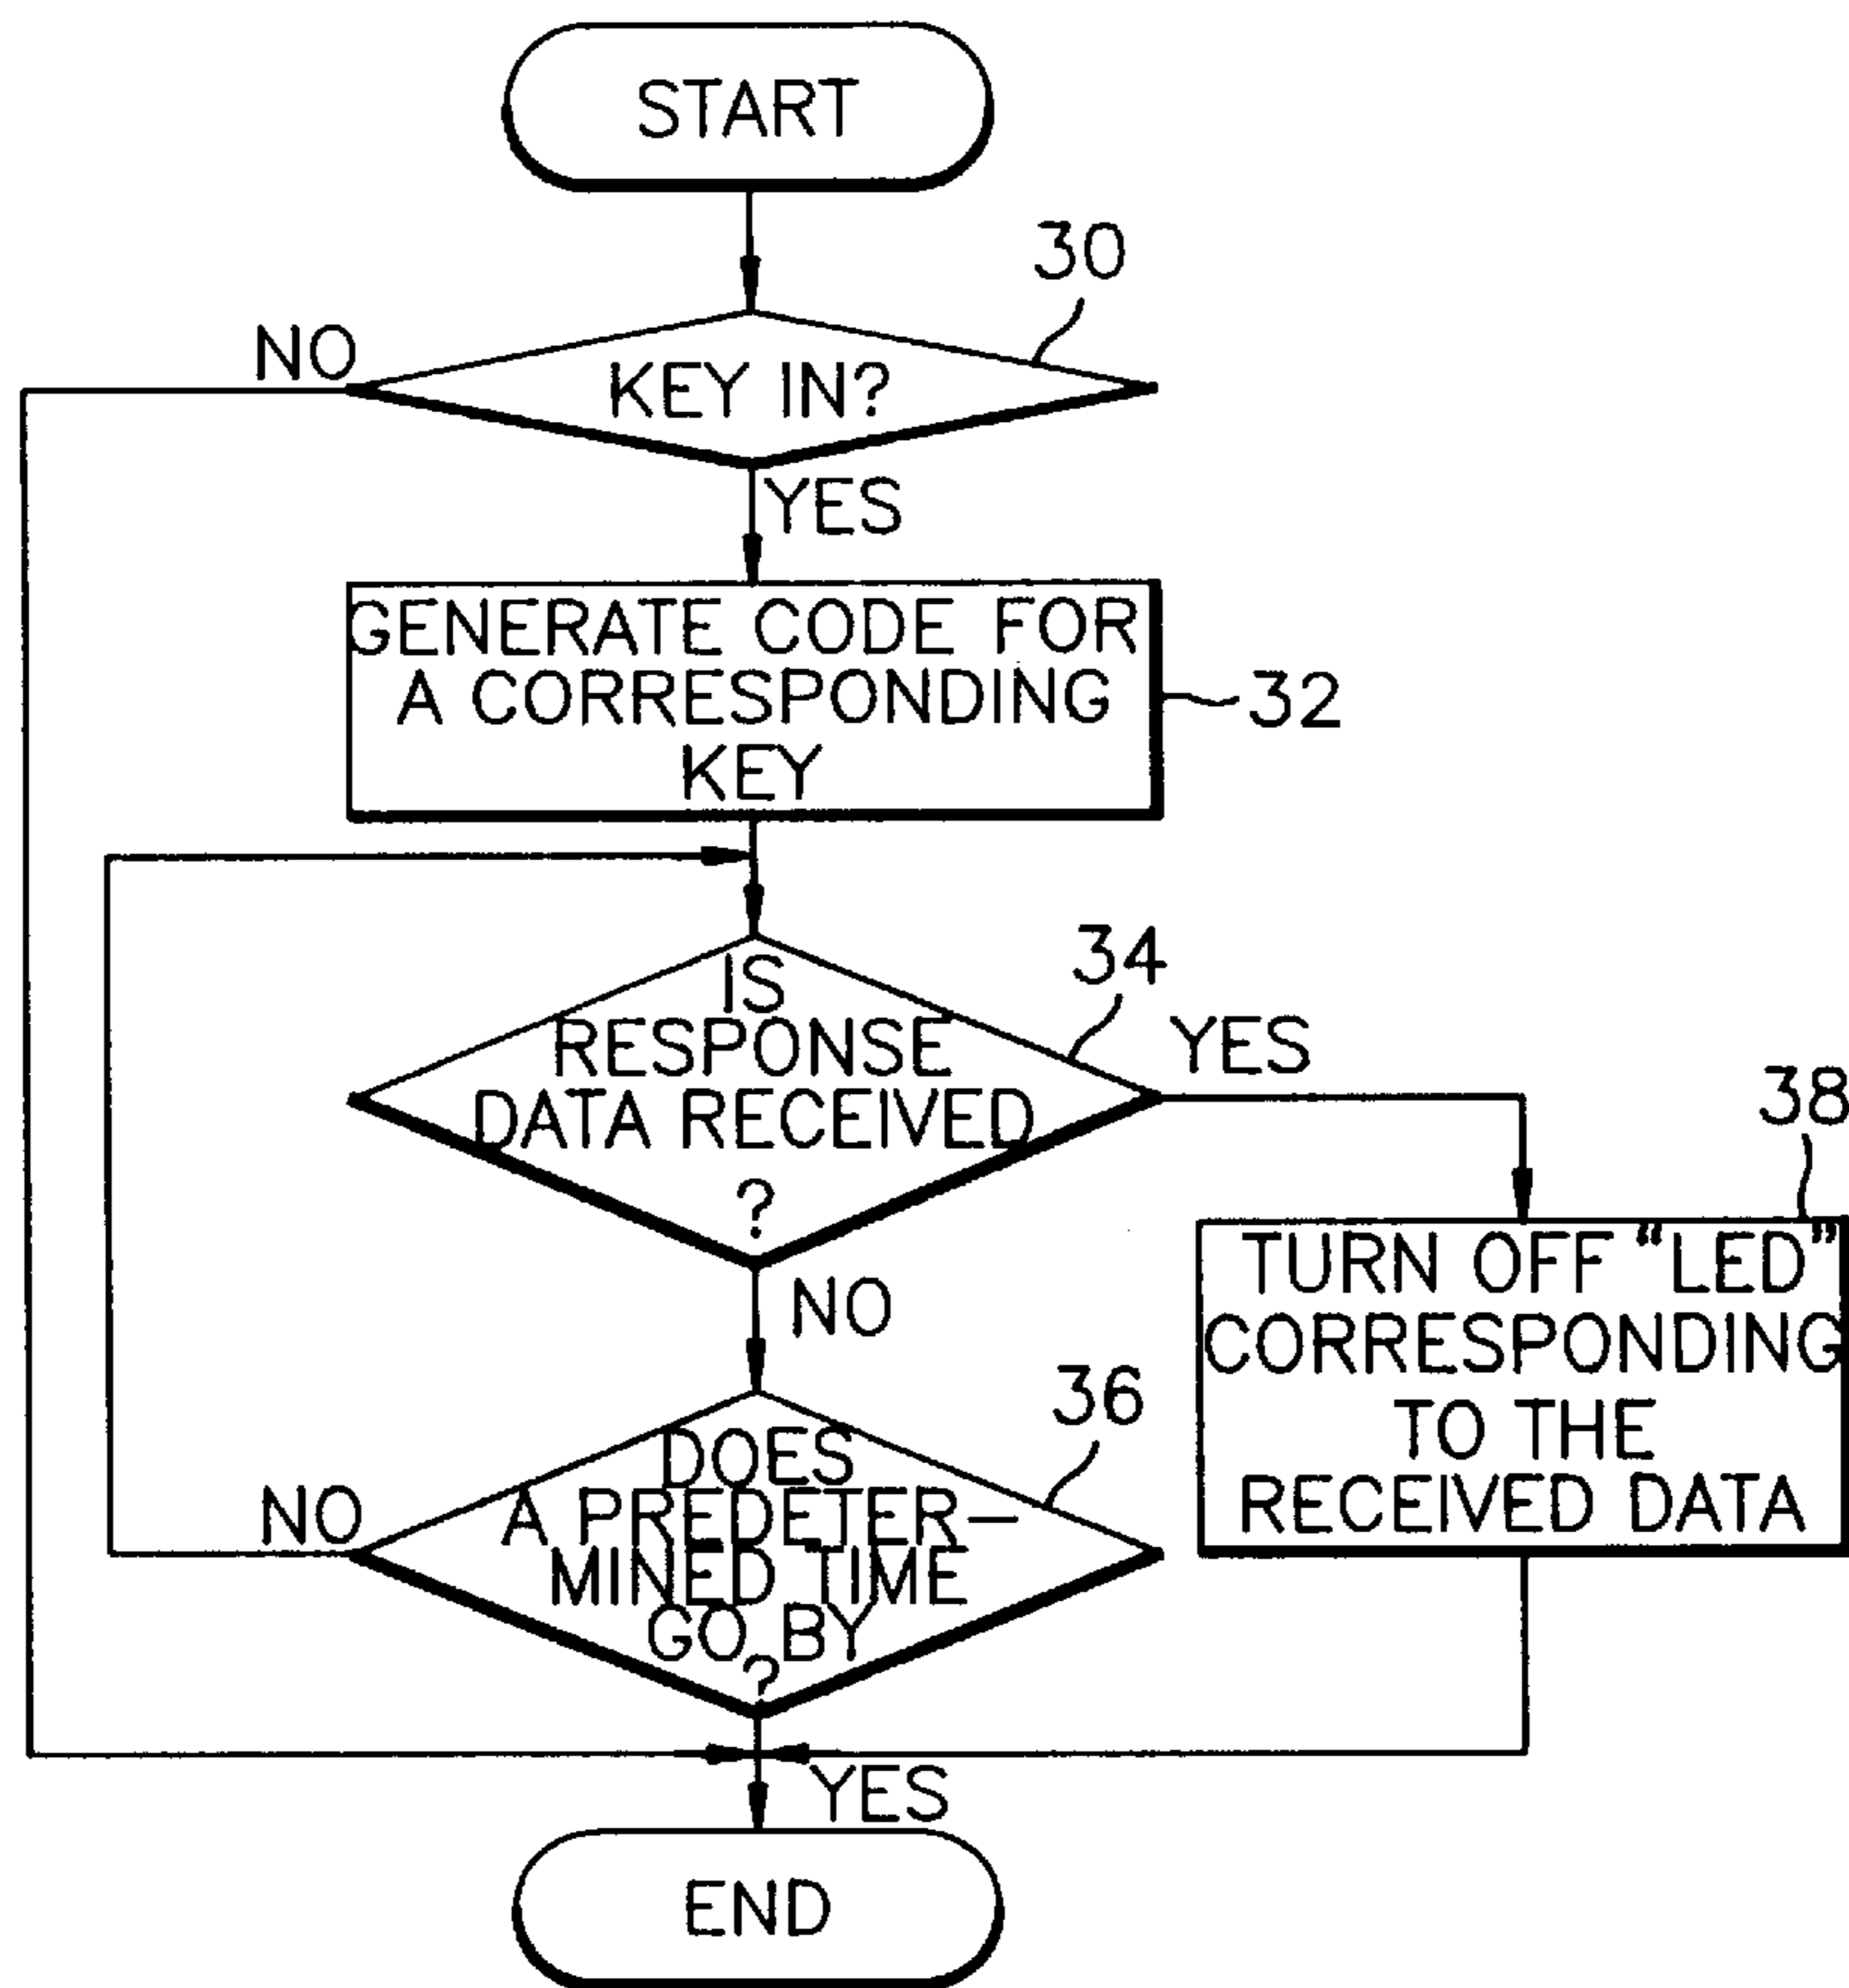 START
30
NO
KEY IN?
YES
GENERATE CODE FOR
A CORRESPONDING
KEY
32
34
IS
RESPONSE
DATA RECEIVED
?
YES
NO
38
TURN OFF “LED”
CORRESPONDING
TO THE
RECEIVED DATA
36
NO
DOES
A PREDETER-
MINED TIME
GO BY
?
YES
END